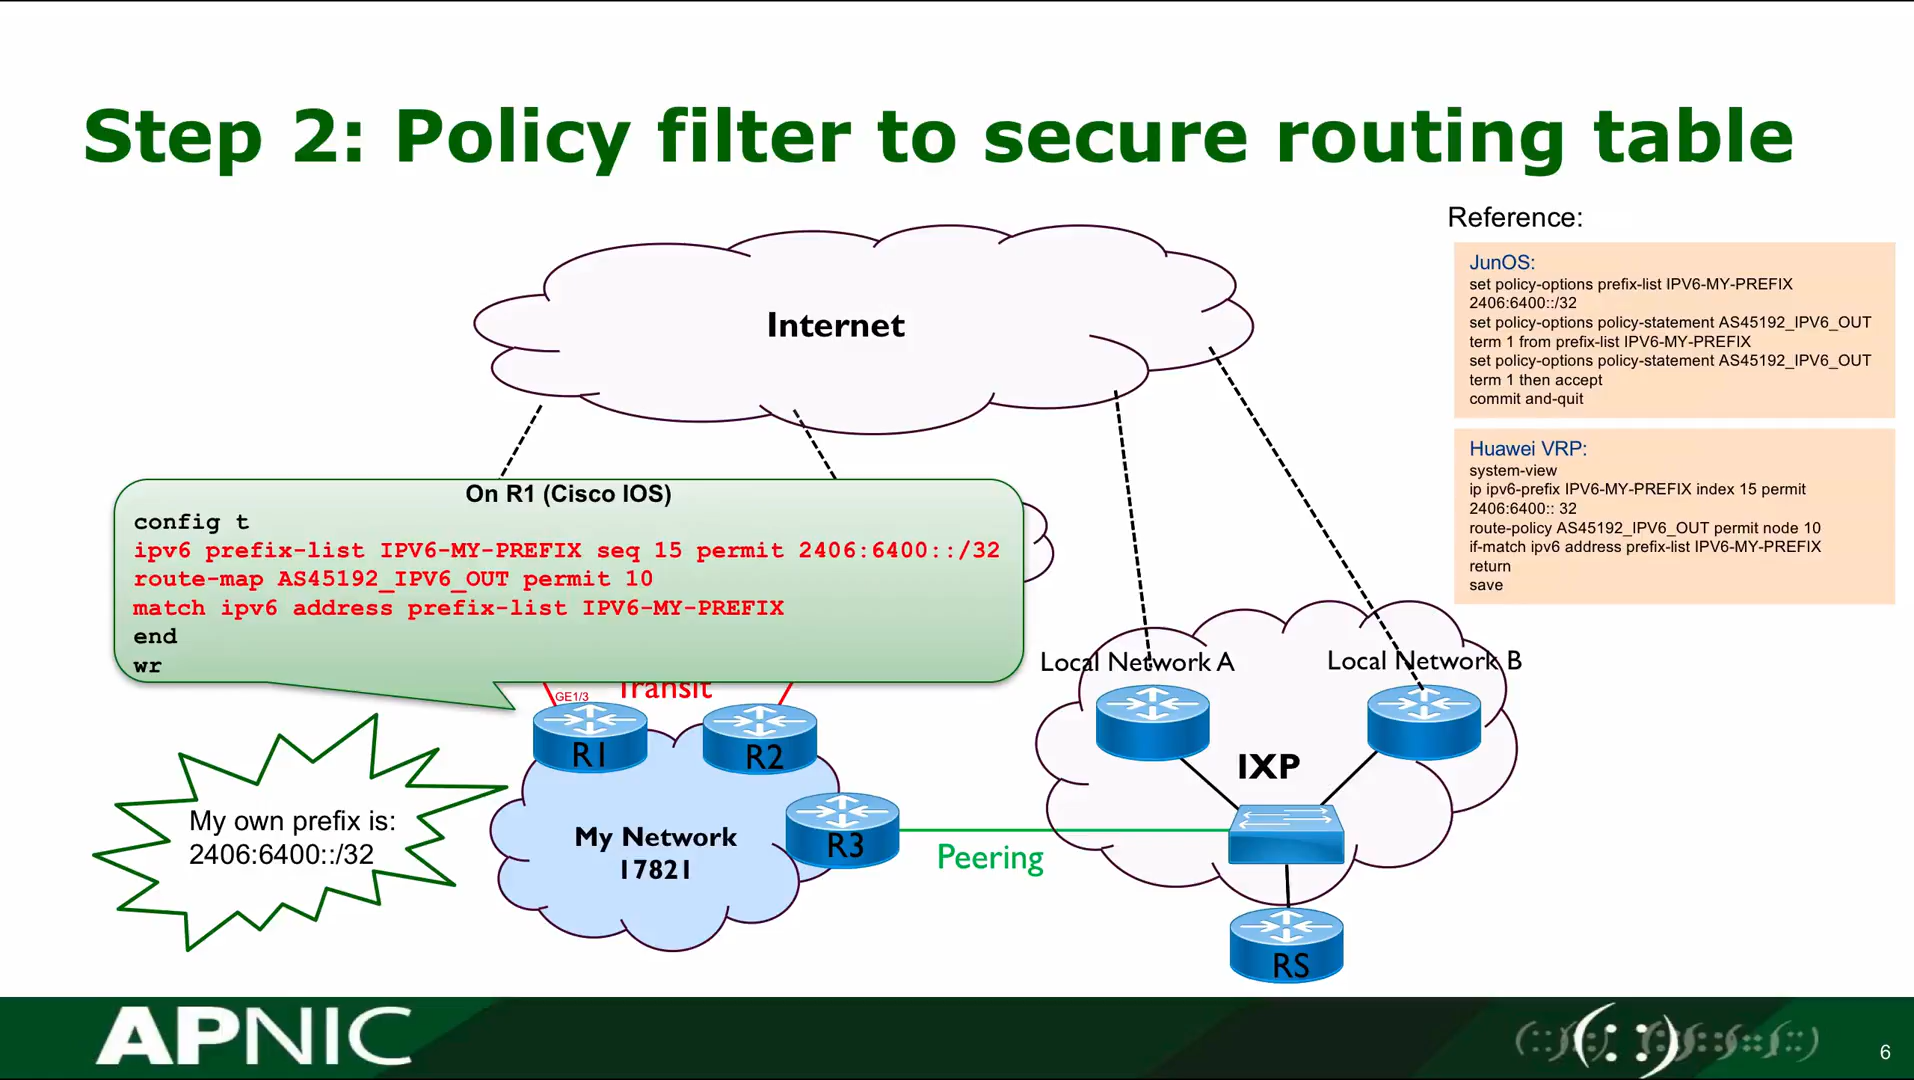 Step 2: Policy filter to secure routing table
Reference:
JunOS:
set policy-options prefix-list IPV6-MY-PREFIX
2406:6400::/32
set policy-options policy-statement AS45192_IPV6_OUT
term 1 from prefix-list IPV6-MY-PREFIX
set policy-options policy-statement AS45192_IPV6_OUT
term 1 then accept
commit and-quit
Huawei VRP:
system-view
ip ipv6-prefix IPV6-MY-PREFIX index 15 permit
2406:6400:: 32
route-policy AS45192_IPV6_OUT permit node 10
if-match ipv6 address prefix-list IPV6-MY-PREFIX
return
save
Internet
On R1 (Cisco IOS)
config t
ipv6 prefix-list IPV6-MY-PREFIX seq 15 permit 2406:6400::/32
route-map AS45192_IPV6_OUT permit 10
match ipv6 address prefix-list IPV6-MY-PREFIX
end
wr
Local Network A
Local Network B
GE1/3
Transit
R1
R2
IXP
My own prefix is:
2406:6400::/32
My Network
17821
R3
Peering
RS
APNIC
6